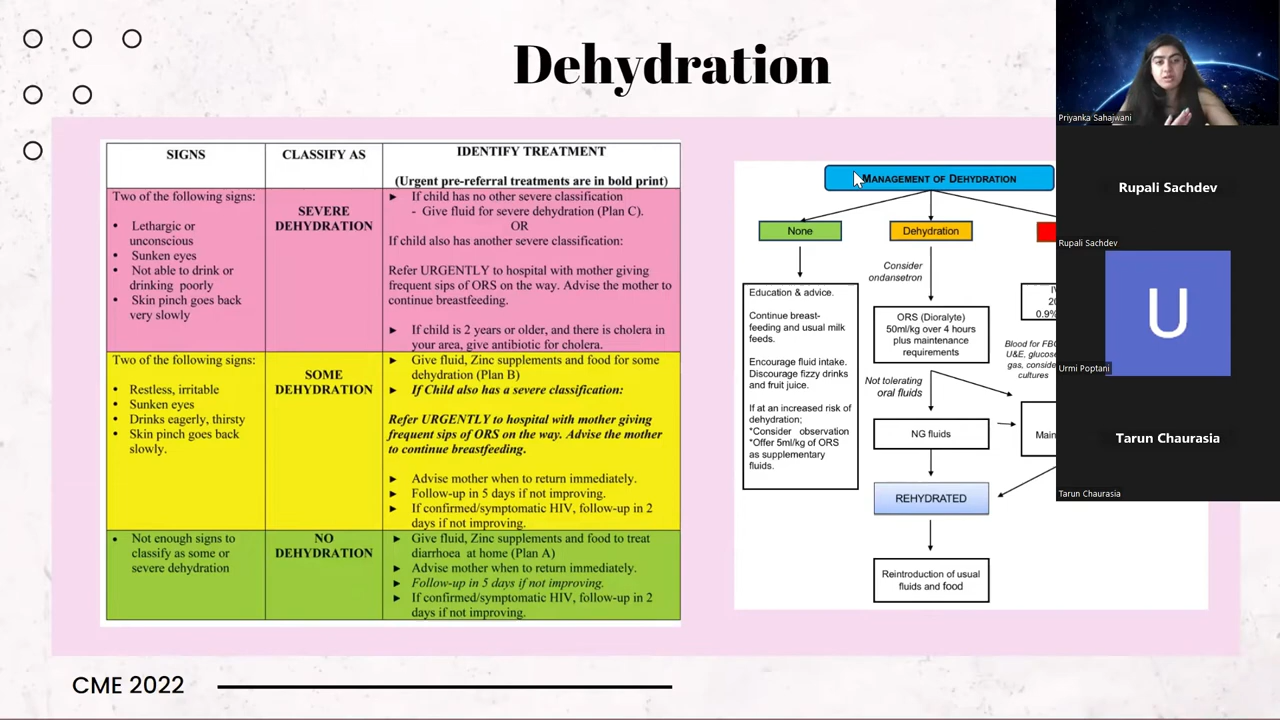 Dehydration
SIGNS
CLASSIFY AS
IDENTIFY TREATMENT
(Urgent pre-referral treatments are in bold print)
Two of the following signs:
• Lethargic or
unconscious
• Sunken eyes
• Not able to drink or
drinking poorly
• Skin pinch goes back
very slowly
SEVERE
DEHYDRATION
► If child has no other severe classification
- Give fluid for severe dehydration (Plan C).
OR
If child also has another severe classification:
Refer URGENTLY to hospital with mother giving
frequent sips of ORS on the way. Advise the mother to
continue breastfeeding.
► If child is 2 years or older, and there is cholera in
your area, give antibiotic for cholera.
Two of the following signs:
• Restless, irritable
• Sunken eyes
• Drinks eagerly, thirsty
• Skin pinch goes back
slowly.
SOME
DEHYDRATION
► Give fluid, Zinc supplements and food for some
dehydration (Plan B)
► If Child also has a severe classification:
Refer URGENTLY to hospital with mother giving
frequent sips of ORS on the way. Advise the mother
to continue breastfeeding.
► Advise mother when to return immediately.
► Follow-up in 5 days if not improving.
► If confirmed/symptomatic HIV, follow-up in 2
days if not improving.
• Not enough signs to
classify as some or
severe dehydration
NO
DEHYDRATION
► Give fluid, Zinc supplements and food to treat
diarrhoea at home (Plan A)
► Advise mother when to return immediately.
► Follow-up in 5 days if not improving.
► If confirmed/symptomatic HIV, follow-up in 2
days if not improving.
MANAGEMENT OF DEHYDRATION
None
Dehydration
Education & advice.
Continue breast-
feeding and usual milk
feeds.
Encourage fluid intake.
Discourage fizzy drinks
and fruit juice.
If at an increased risk of
dehydration;
*Consider observation
*Offer 5ml/kg of ORS
as supplementary
fluids.
Consider
ondansetron
ORS (Dioralyte)
50ml/kg over 4 hours
plus maintenance
requirements
Not tolerating
oral fluids
NG fluids
REHYDRATED
Reintroduction of usual
fluids and food
0.9%
Blood for
U&E,
gas,
cultures
Priyanka Sahajwani
Rupali Sachdev
Rupali Sachdev
U
Urmi Poptani
Tarun Chaurasia
Tarun Chaurasia
CME 2022